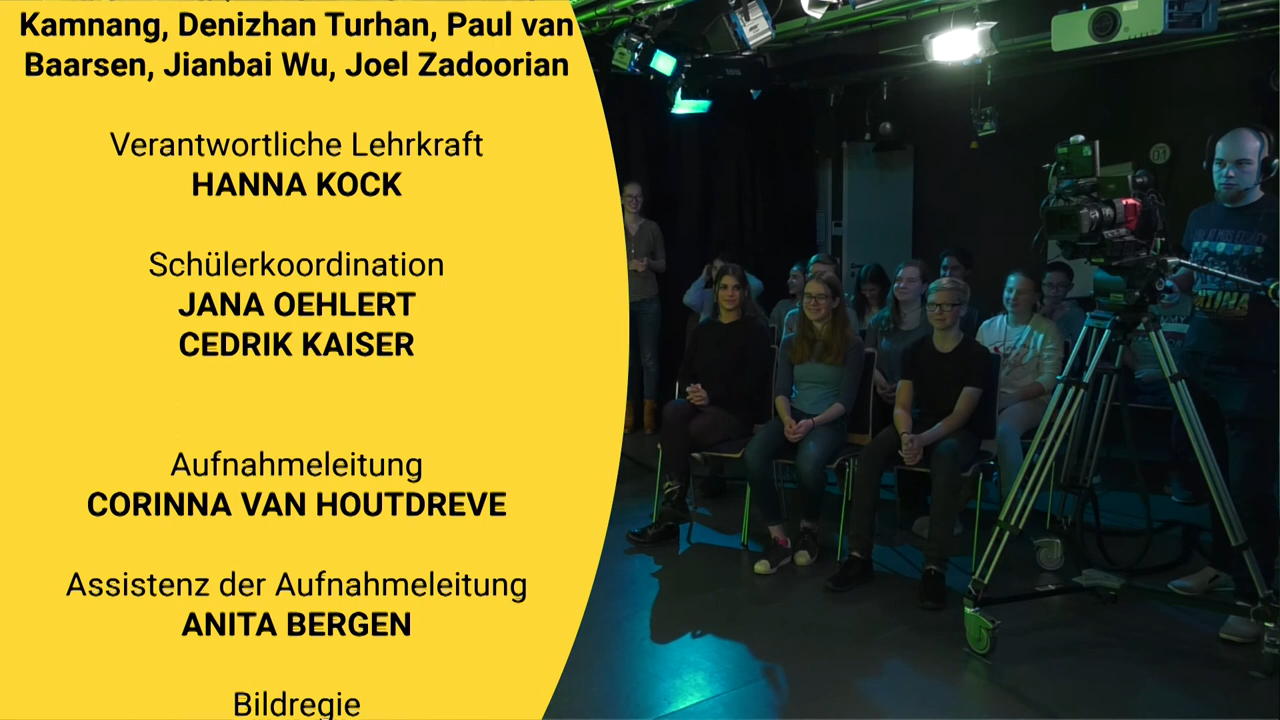 Kamnang, Denizhan Turhan, Paul van
Baarsen, Jianbai Wu, Joel Zadoorian
Verantwortliche Lehrkraft
HANNA KOCK
Schülerkoordination
JANA OEHLERT
CEDRIK KAISER
Aufnahmeleitung
CORINNA VAN HOUTDREVE
Assistenz der Aufnahmeleitung
ANITA BERGEN
Bildregie
01